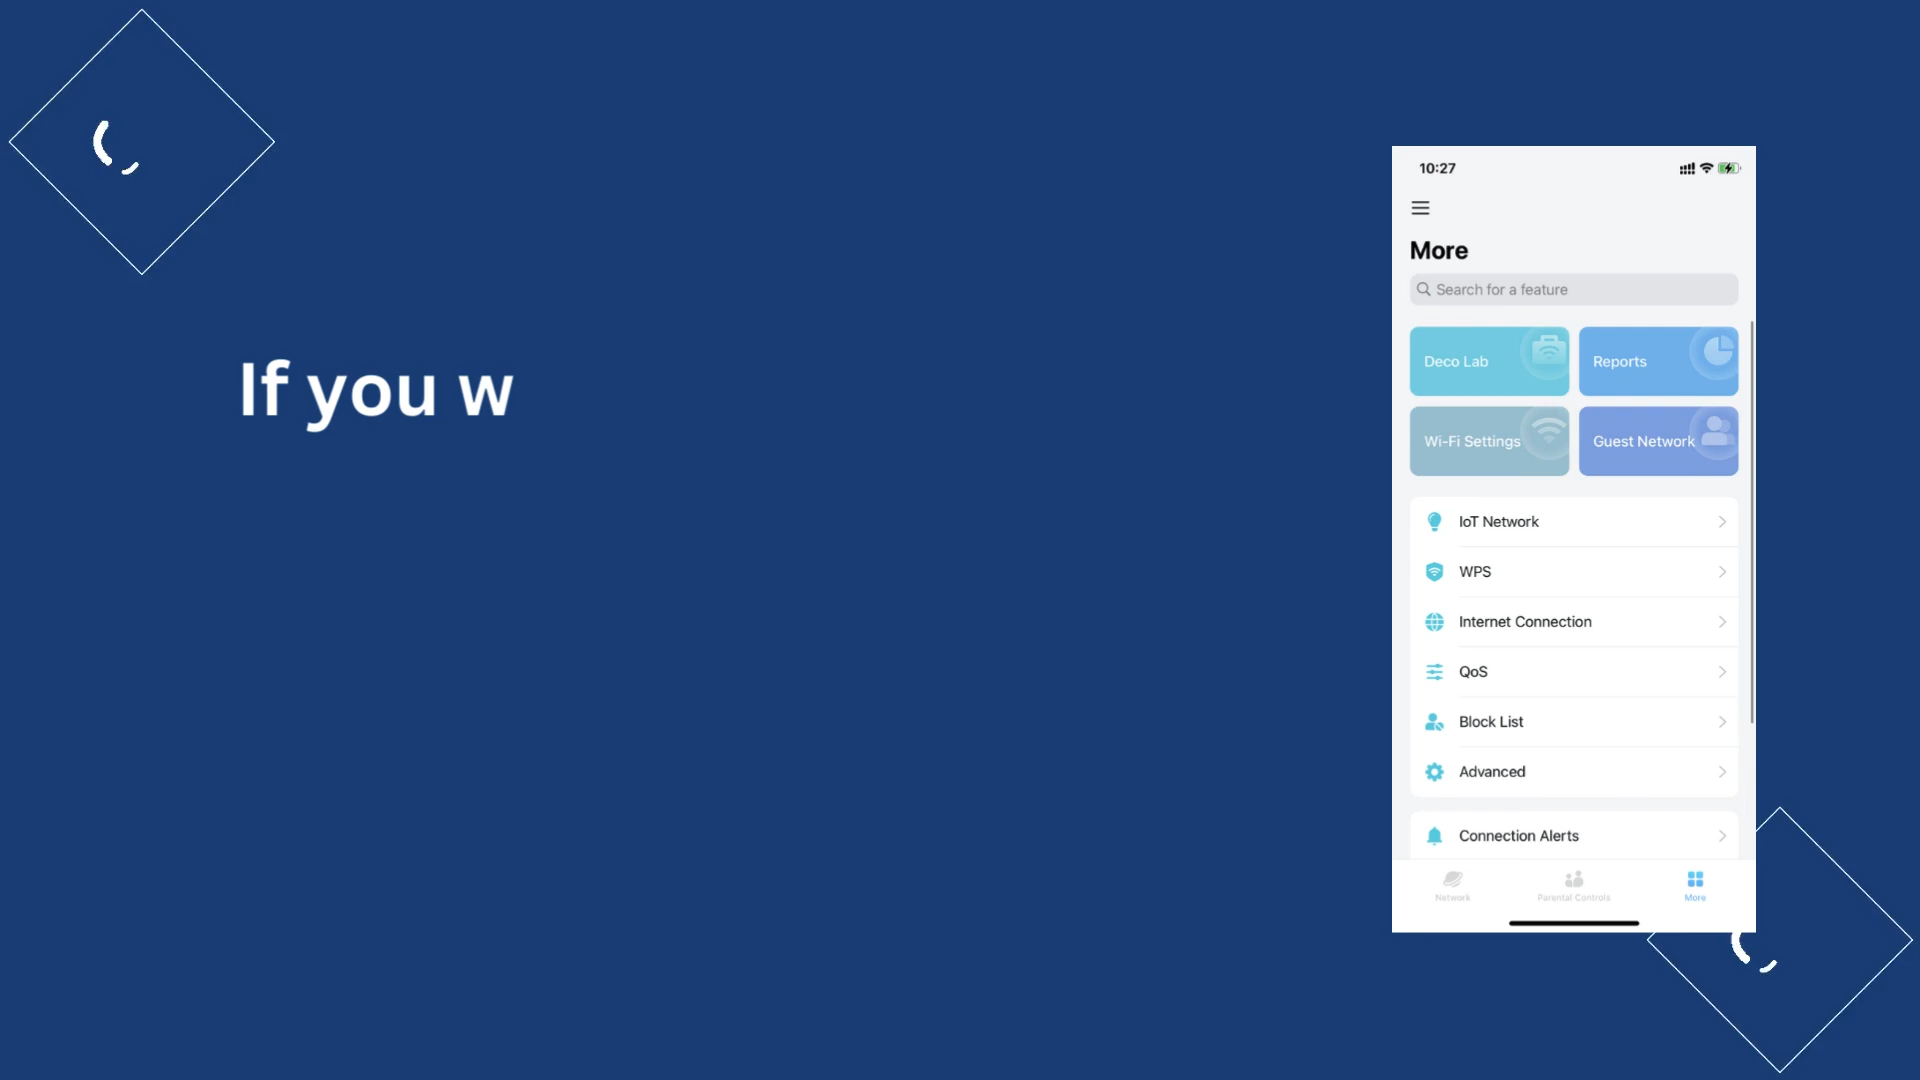 If you w
10:27
More
Search for a feature
Deco Lab
Reports
Wi-Fi Settings
Guest Network
IoT Network
WPS
Internet Connection
QoS
Block List
Advanced
Connection Alerts
Network
Parental Controls
More